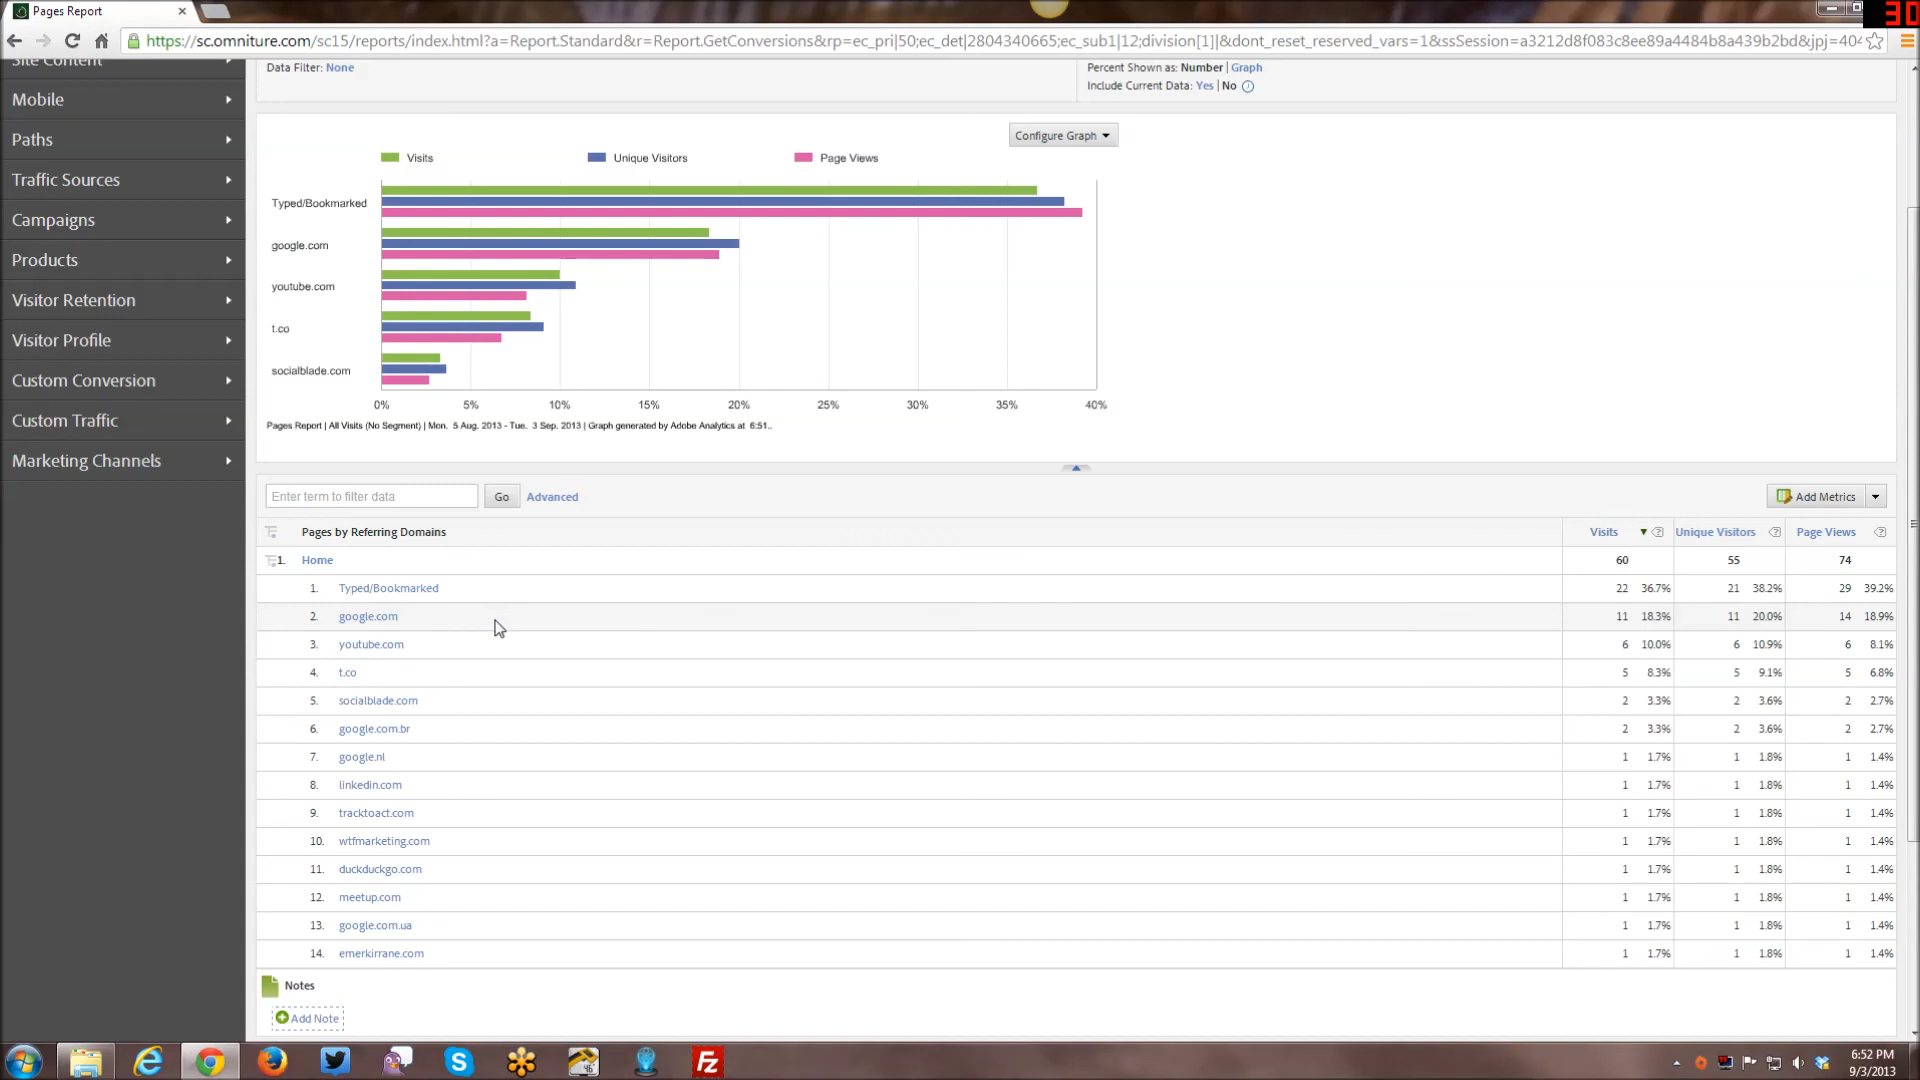 Pages Report
30
https://sc.omniture.com/sc15/reports/index.html?a=Report.Standard&r=Report.GetConversions&rp=ec_pri|50;ec_det|2804340665;ec_sub1|12;division[1]|&dont_reset_reserved_vars=1&ssSession=a3212d8f083c8ee89a4484b8a439b2bd&jpj=404
Site Content
Mobile
Paths
Traffic Sources
Campaigns
Products
Visitor Retention
Visitor Profile
Custom Conversion
Custom Traffic
Marketing Channels
Data Filter: None
Percent Shown as: Number | Graph
Include Current Data: Yes | No
Configure Graph
Visits Unique Visitors Page Views
Typed/Bookmarked
google.com
youtube.com
t.co
socialblade.com
0% 5% 10% 15% 20% 25% 30% 35% 40%
Pages Report | All Visits (No Segment) | Mon. 5 Aug. 2013 - Tue. 3 Sep. 2013 | Graph generated by Adobe Analytics at 6:51..
Enter term to filter data Go Advanced Add Metrics
Pages by Referring Domains Visits Unique Visitors Page Views
1. Home 60 55 74
1. Typed/Bookmarked 22 36.7% 21 38.2% 29 39.2%
2. google.com 11 18.3% 11 20.0% 14 18.9%
3. youtube.com 6 10.0% 6 10.9% 6 8.1%
4. t.co 5 8.3% 5 9.1% 5 6.8%
5. socialblade.com 2 3.3% 2 3.6% 2 2.7%
6. google.com.br 2 3.3% 2 3.6% 2 2.7%
7. google.nl 1 1.7% 1 1.8% 1 1.4%
8. linkedin.com 1 1.7% 1 1.8% 1 1.4%
9. tracktoact.com 1 1.7% 1 1.8% 1 1.4%
10. wtfmarketing.com 1 1.7% 1 1.8% 1 1.4%
11. duckduckgo.com 1 1.7% 1 1.8% 1 1.4%
12. meetup.com 1 1.7% 1 1.8% 1 1.4%
13. google.com.ua 1 1.7% 1 1.8% 1 1.4%
14. emerkirrane.com 1 1.7% 1 1.8% 1 1.4%
Notes
Add Note
6:52 PM
9/3/2013